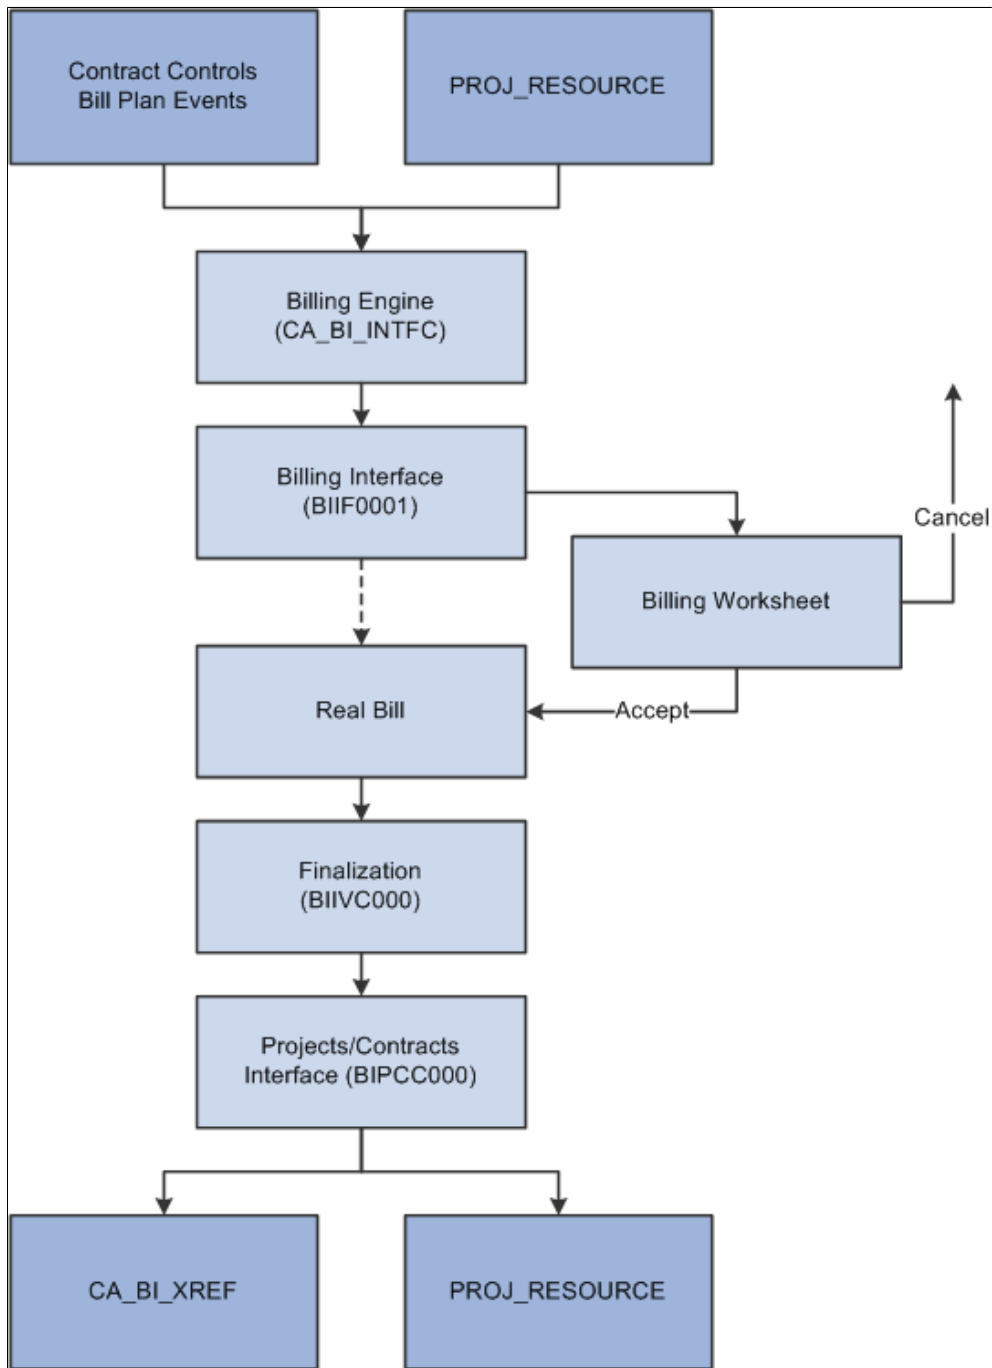 Contract Controls
Bill Plan Events
PROJ_RESOURCE
Billing Engine
(CA_BI_INTFC)
Billing Interface
(BIIF0001)
Cancel
Billing Worksheet
Real Bill
Accept
Finalization
(BIIVC000)
Projects/Contracts
Interface (BIPCC000)
CA_BI_XREF
PROJ_RESOURCE